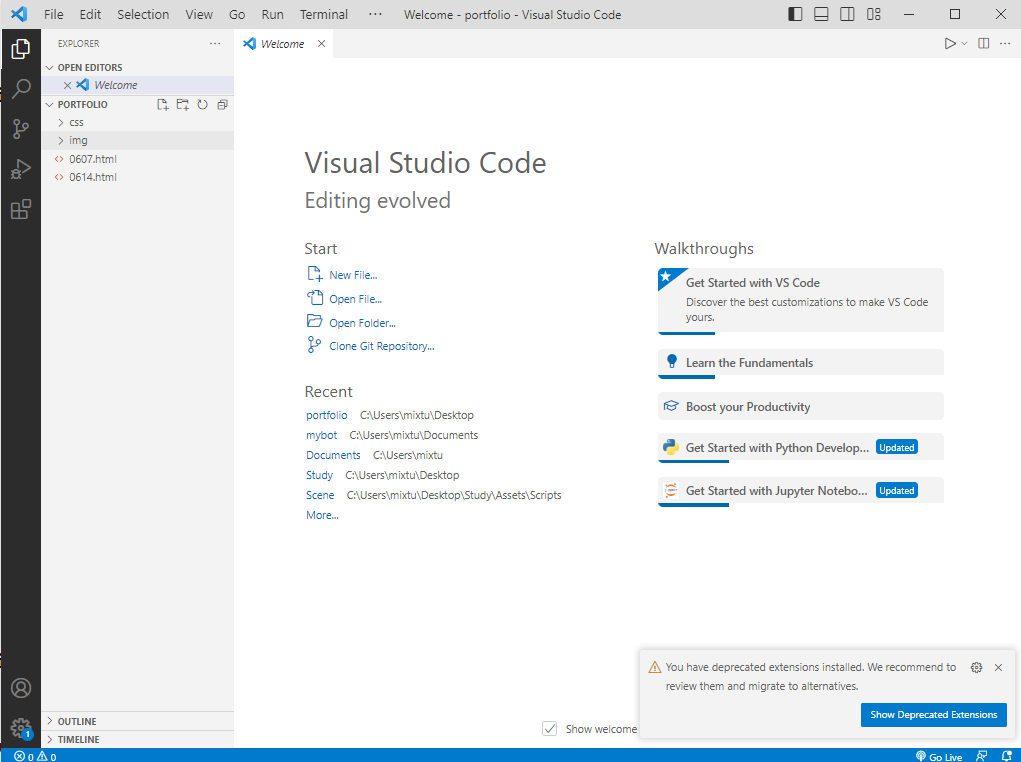 File Edit Selection View Go Run Terminal ··· Welcome - portfolio - Visual Studio Code
EXPLORER ···
Welcome
OPEN EDITORS
Welcome
PORTFOLIO
css
img
0607.html
0614.html
OUTLINE
TIMELINE
Visual Studio Code
Editing evolved
Start
New File...
Open File...
Open Folder...
Clone Git Repository...
Recent
portfolio C:\Users\mixtu\Desktop
mybot C:\Users\mixtu\Documents
Documents C:\Users\mixtu
Study C:\Users\mixtu\Desktop
Scene C:\Users\mixtu\Desktop\Study\Assets\Scripts
More...
Walkthroughs
Get Started with VS Code
Discover the best customizations to make VS Code
yours.
Learn the Fundamentals
Boost your Productivity
Get Started with Python Develop... Updated
Get Started with Jupyter Notebo... Updated
You have deprecated extensions installed. We recommend to
review them and migrate to alternatives.
Show Deprecated Extensions
Show welcome
1
0 0
Go Live